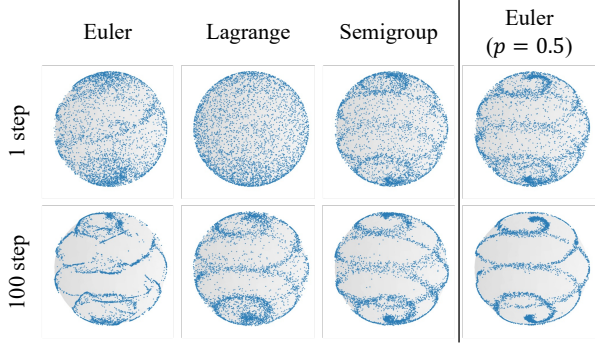 Euler
Lagrange
Semigroup
Euler
(p = 0.5)
1 step
100 step